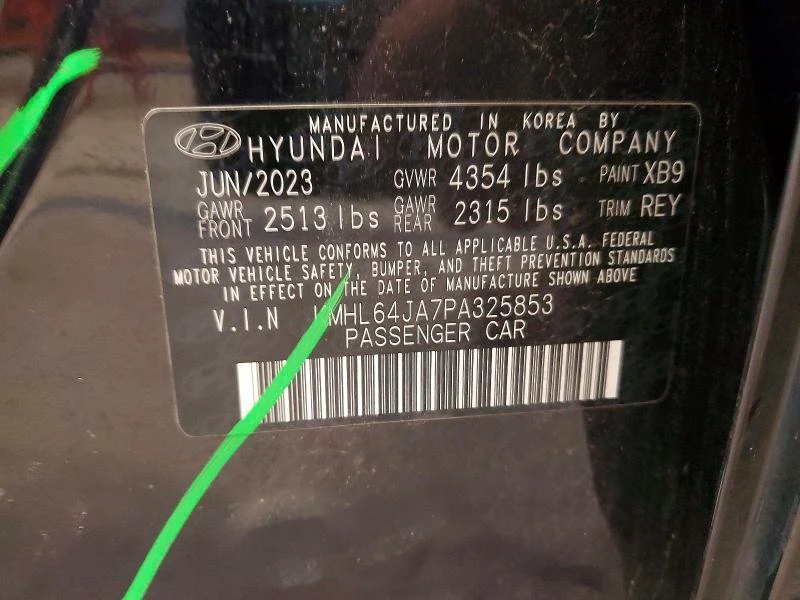 MANUFACTURED IN KOREA BY
HYUNDAI MOTOR COMPANY
JUN/2023 GVWR 4354 lbs PAINT XB9
GAWR FRONT 2513 lbs GAWR REAR 2315 lbs TRIM REY
THIS VEHICLE CONFORMS TO ALL APPLICABLE U.S.A. FEDERAL
MOTOR VEHICLE SAFETY, BUMPER, AND THEFT PREVENTION STANDARDS
IN EFFECT ON THE DATE OF MANUFACTURE SHOWN ABOVE
V.I.N KMHL64JA7PA325853
PASSENGER CAR